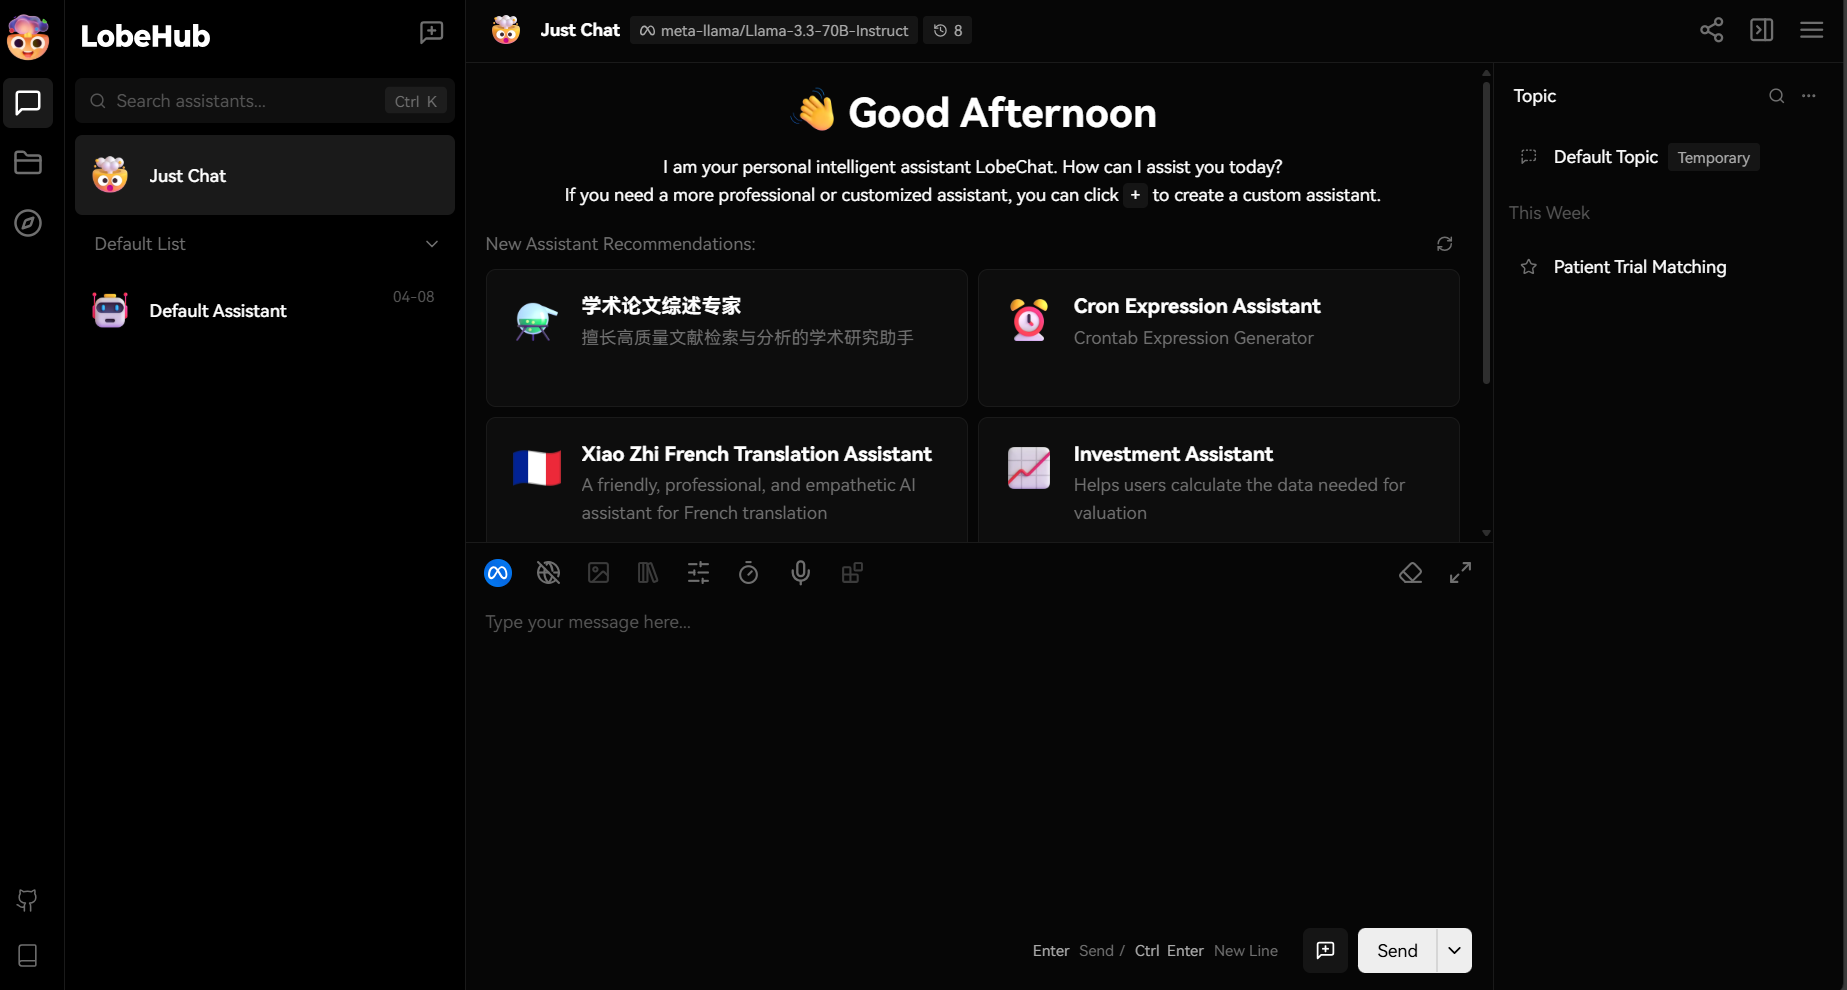 LobeHub
Search assistants...
Ctrl K
Just Chat
Default List
Default Assistant
04-08
Just Chat
meta-llama/Llama-3.3-70B-Instruct
8
Good Afternoon
I am your personal intelligent assistant LobeChat. How can I assist you today?
If you need a more professional or customized assistant, you can click + to create a custom assistant.
New Assistant Recommendations:
学术论文综述专家
擅长高质量文献检索与分析的学术研究助手
Cron Expression Assistant
Crontab Expression Generator
Xiao Zhi French Translation Assistant
A friendly, professional, and empathetic AI
assistant for French translation
Investment Assistant
Helps users calculate the data needed for
valuation
Type your message here...
Enter Send / Ctrl Enter New Line
Send
Topic
Default Topic
Temporary
This Week
Patient Trial Matching